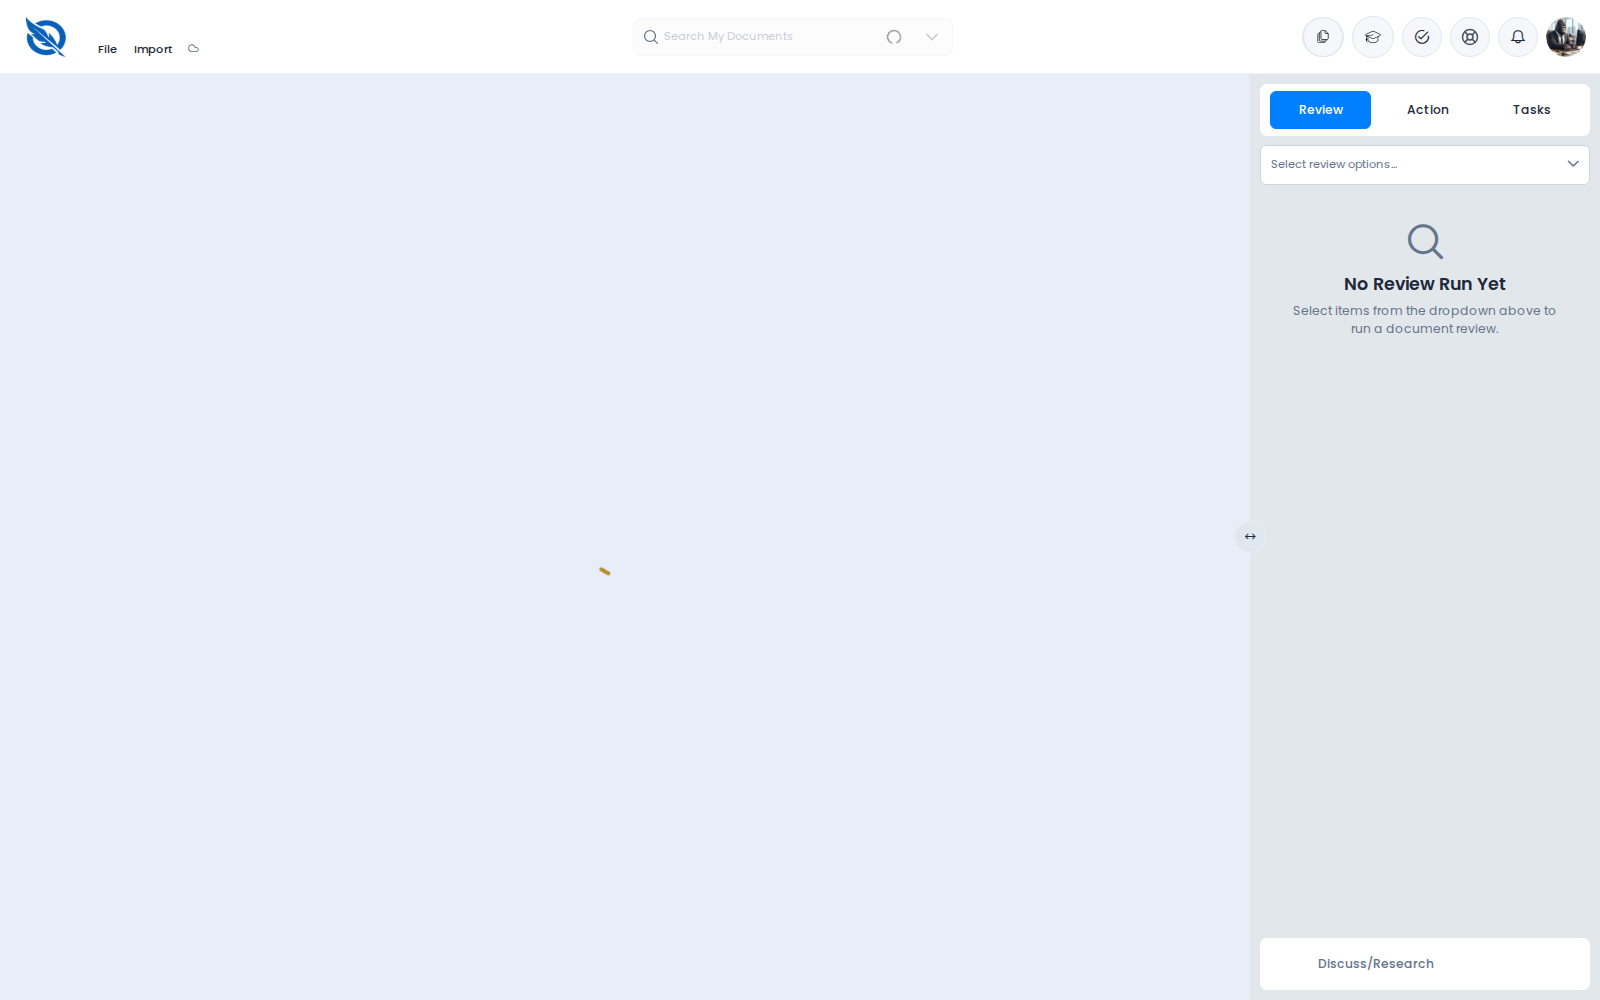 File
Import
Search My Documents
Review
Action
Tasks
Select review options...
No Review Run Yet
Select items from the dropdown above to
run a document review.
Discuss/Research